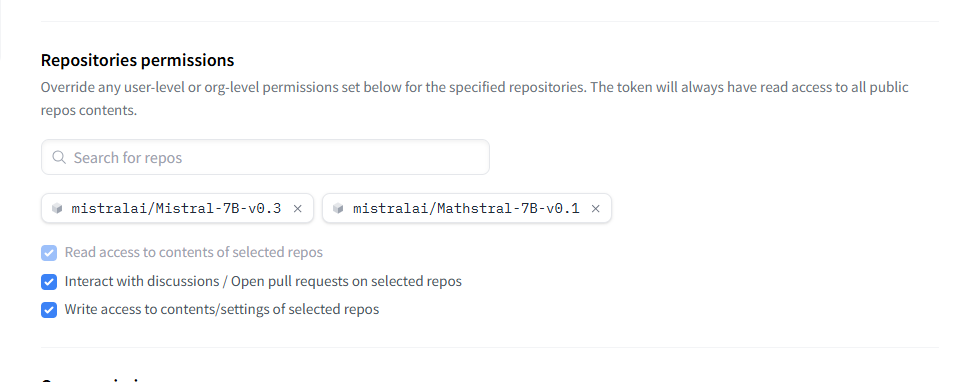 Repositories permissions
Override any user-level or org-level permissions set below for the specified repositories. The token will always have read access to all public
repos contents.
Search for repos
mistralai/Mistral-7B-v0.3 × mistralai/Mathstral-7B-v0.1 ×
Read access to contents of selected repos
Interact with discussions / Open pull requests on selected repos
Write access to contents/settings of selected repos